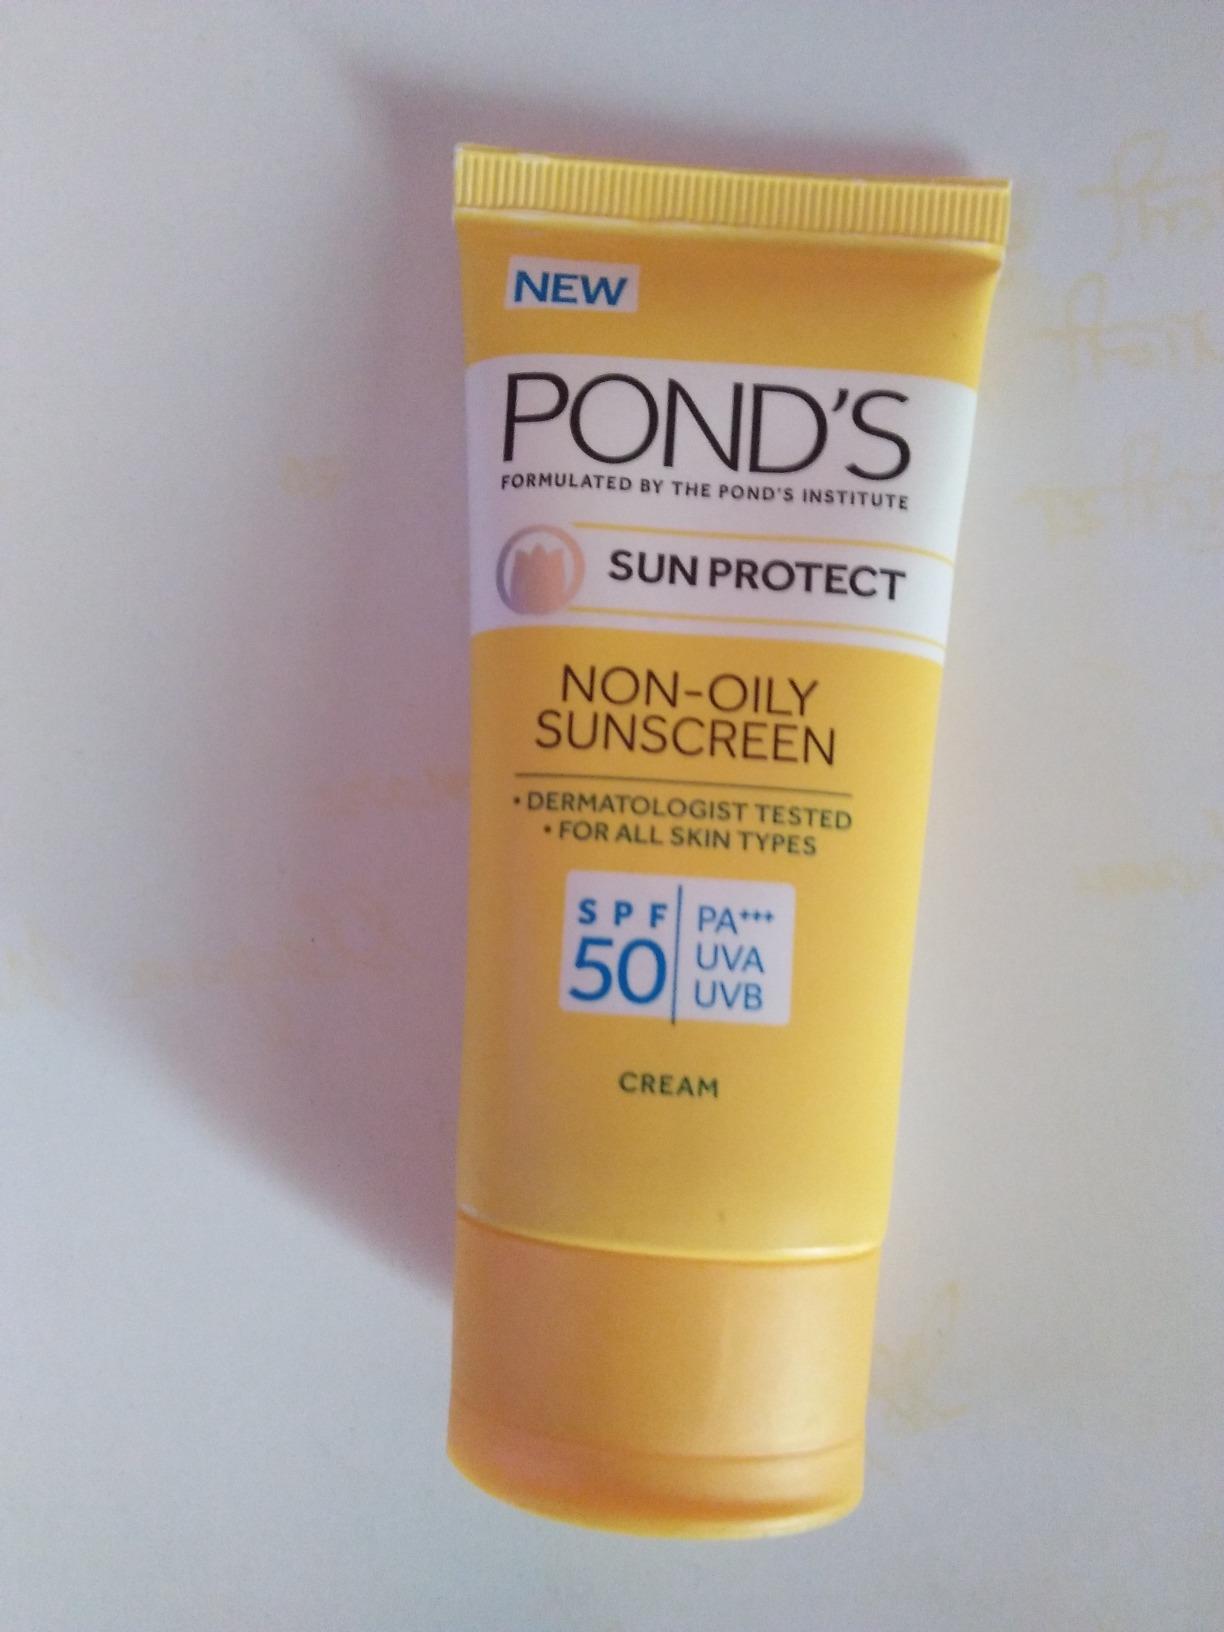 NEW
POND'S
FORMULATED BY THE POND'S INSTITUTE
SUN PROTECT
NON-OILY
SUNSCREEN
• DERMATOLOGIST TESTED
• FOR ALL SKIN TYPES
SPF
50
PA+++
UVA
UVB
CREAM